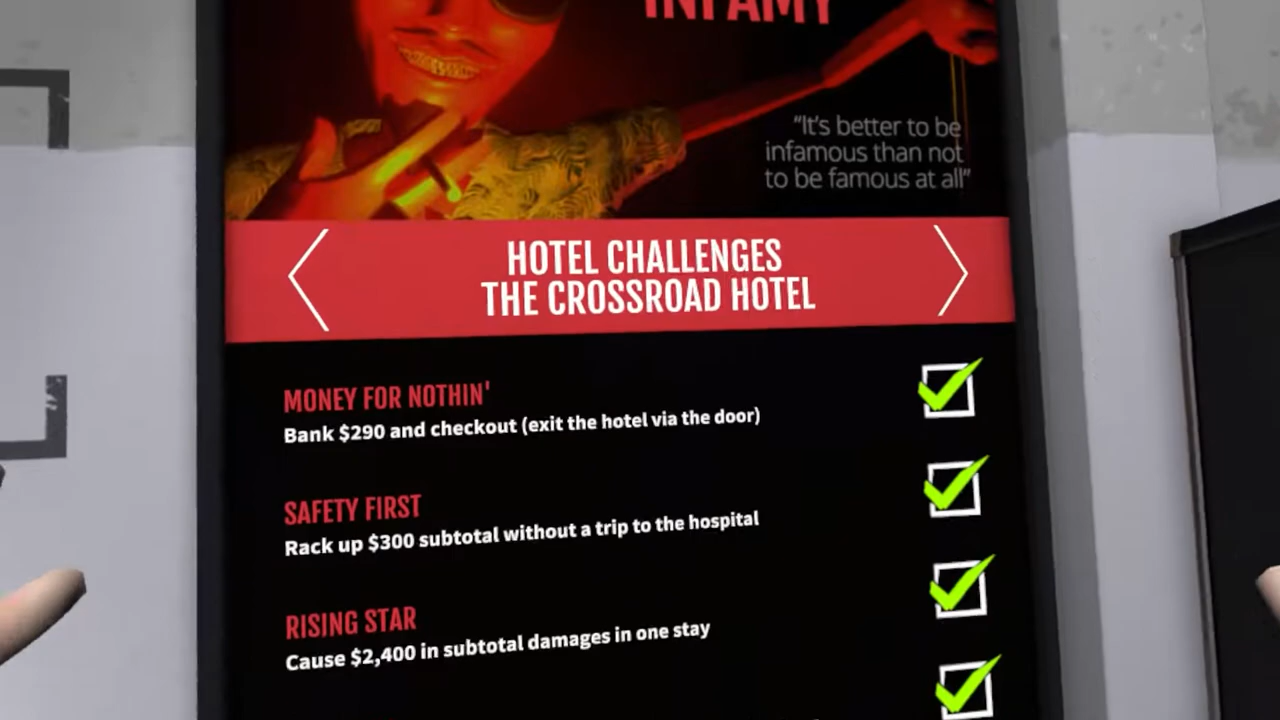 INFAMY
"It's better to be
infamous than not
to be famous at all"
HOTEL CHALLENGES
THE CROSSROAD HOTEL
MONEY FOR NOTHIN'
Bank $290 and checkout (exit the hotel via the door)
SAFETY FIRST
Rack up $300 subtotal without a trip to the hospital
RISING STAR
Cause $2,400 in subtotal damages in one stay